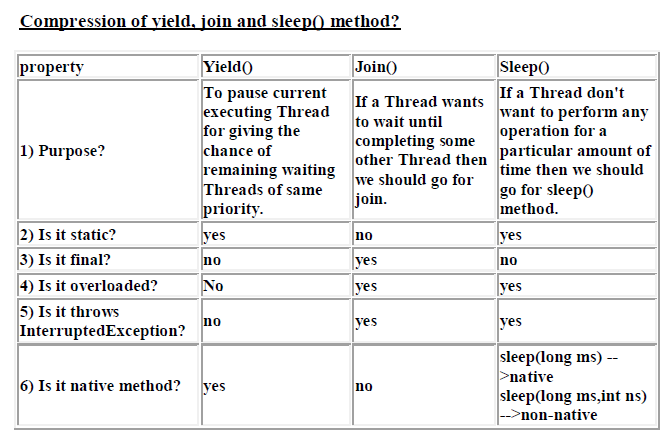 Compression of yield, join and sleep() method?
property Yield() Join() Sleep()
1) Purpose?
To pause current
executing Thread
for giving the
chance of
remaining waiting
Threads of same
priority.
If a Thread wants
to wait until
completing some
other Thread then
we should go for
join.
If a Thread don't
want to perform any
operation for a
particular amount of
time then we should
go for sleep()
method.
2) Is it static? yes no yes
3) Is it final? no yes no
4) Is it overloaded? No yes yes
5) Is it throws
InterruptedException?
no yes yes
6) Is it native method? yes no
sleep(long ms) --
>native
sleep(long ms,int ns)
-->non-native